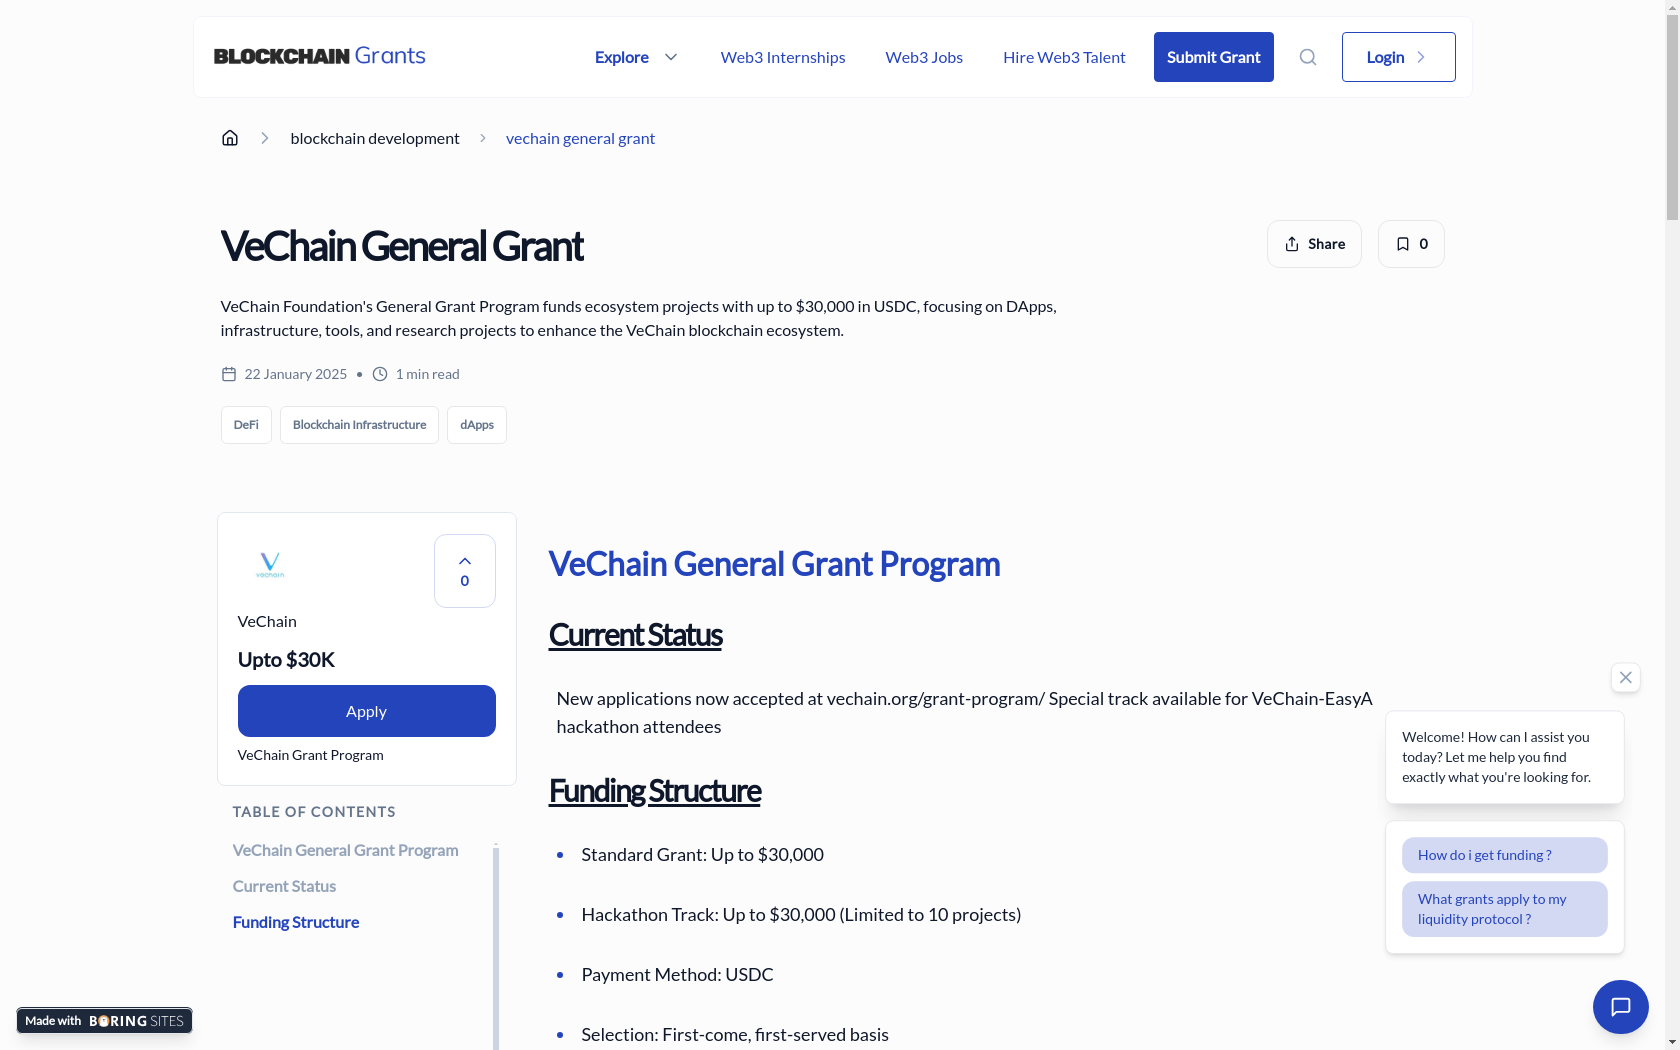 BLOCKCHAIN Grants
Explore
Web3 Internships
Web3 Jobs
Hire Web3 Talent
Submit Grant
Login
blockchain development
vechain general grant
VeChain General Grant
Share
0
VeChain Foundation's General Grant Program funds ecosystem projects with up to $30,000 in USDC, focusing on DApps,
infrastructure, tools, and research projects to enhance the VeChain blockchain ecosystem.
22 January 2025 • 1 min read
DeFi
Blockchain Infrastructure
dApps
vechain
0
VeChain
Upto $30K
Apply
VeChain Grant Program
TABLE OF CONTENTS
VeChain General Grant Program
Current Status
Funding Structure
VeChain General Grant Program
Current Status
New applications now accepted at vechain.org/grant-program/ Special track available for VeChain-EasyA
hackathon attendees
Funding Structure
Standard Grant: Up to $30,000
Hackathon Track: Up to $30,000 (Limited to 10 projects)
Payment Method: USDC
Selection: First-come, first-served basis
Welcome! How can I assist you
today? Let me help you find
exactly what you're looking for.
How do i get funding ?
What grants apply to my
liquidity protocol ?
Made with BORING SITES